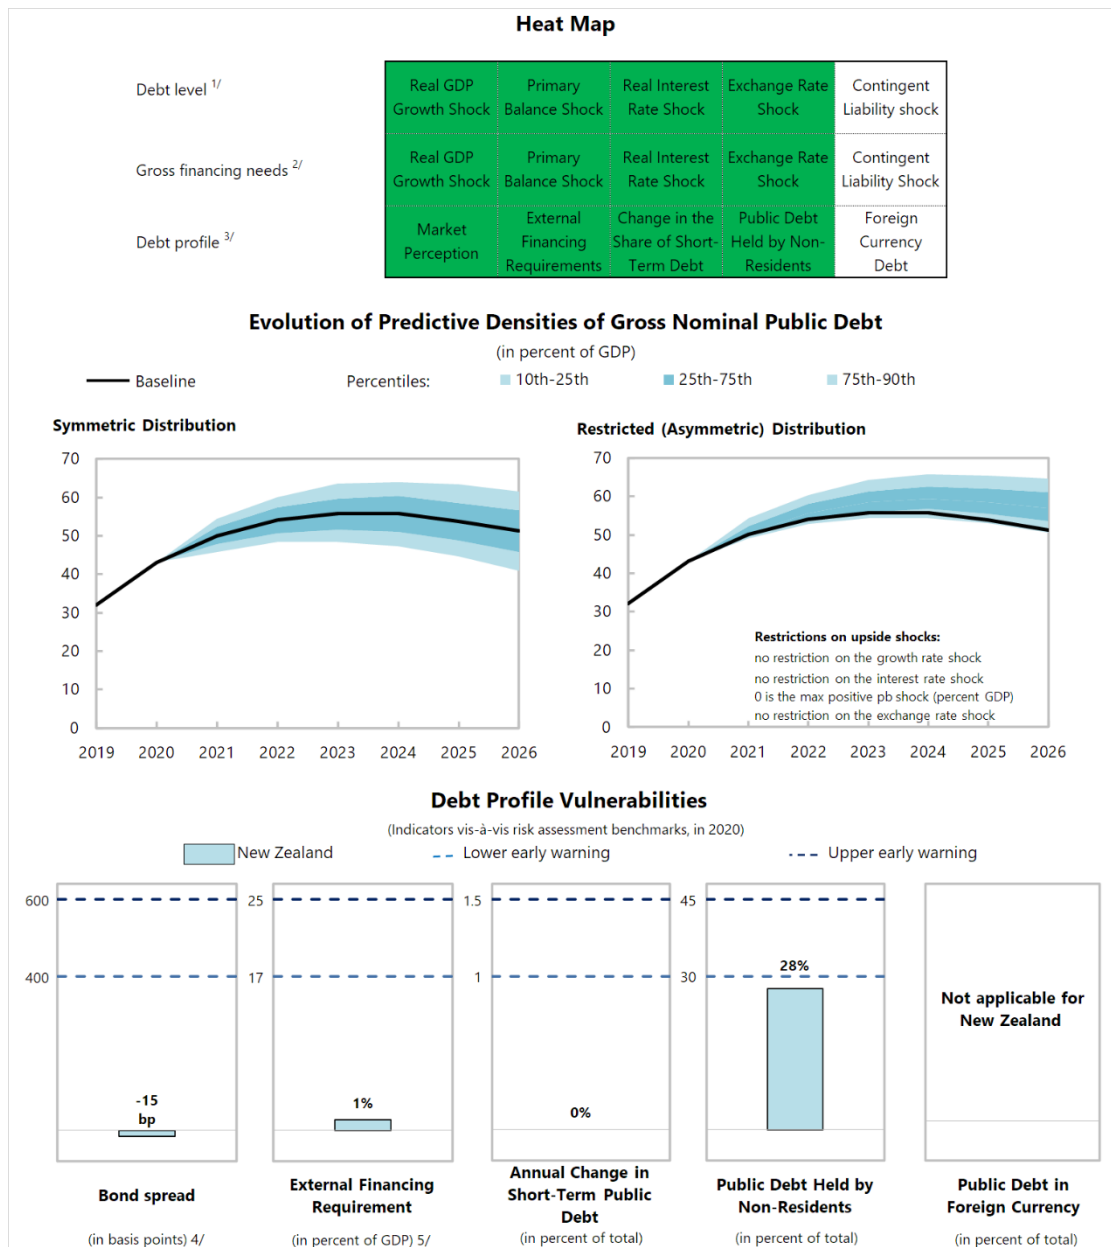 Heat Map
Debt level 1/
Real GDP Growth Shock
Primary Balance Shock
Real Interest Rate Shock
Exchange Rate Shock
Contingent Liability shock
Gross financing needs 2/
Real GDP Growth Shock
Primary Balance Shock
Real Interest Rate Shock
Exchange Rate Shock
Contingent Liability Shock
Debt profile 3/
Market Perception
External Financing Requirements
Change in the Share of Short-Term Debt
Public Debt Held by Non-Residents
Foreign Currency Debt
Evolution of Predictive Densities of Gross Nominal Public Debt
(in percent of GDP)
Baseline
Percentiles:
10th-25th
25th-75th
75th-90th
Symmetric Distribution
70
60
50
40
30
20
10
0
2019 2020 2021 2022 2023 2024 2025 2026
Restricted (Asymmetric) Distribution
70
60
50
40
30
20
10
0
Restrictions on upside shocks:
no restriction on the growth rate shock
no restriction on the interest rate shock
0 is the max positive pb shock (percent GDP)
no restriction on the exchange rate shock
2019 2020 2021 2022 2023 2024 2025 2026
Debt Profile Vulnerabilities
(Indicators vis-à-vis risk assessment benchmarks, in 2020)
New Zealand
Lower early warning
Upper early warning
600
400
-15
bp
Bond spread
(in basis points) 4/
25
17
1%
External Financing
Requirement
(in percent of GDP) 5/
1.5
1
0%
Annual Change in
Short-Term Public
Debt
(in percent of total)
45
30
28%
Public Debt Held by
Non-Residents
(in percent of total)
Not applicable for
New Zealand
Public Debt in
Foreign Currency
(in percent of total)